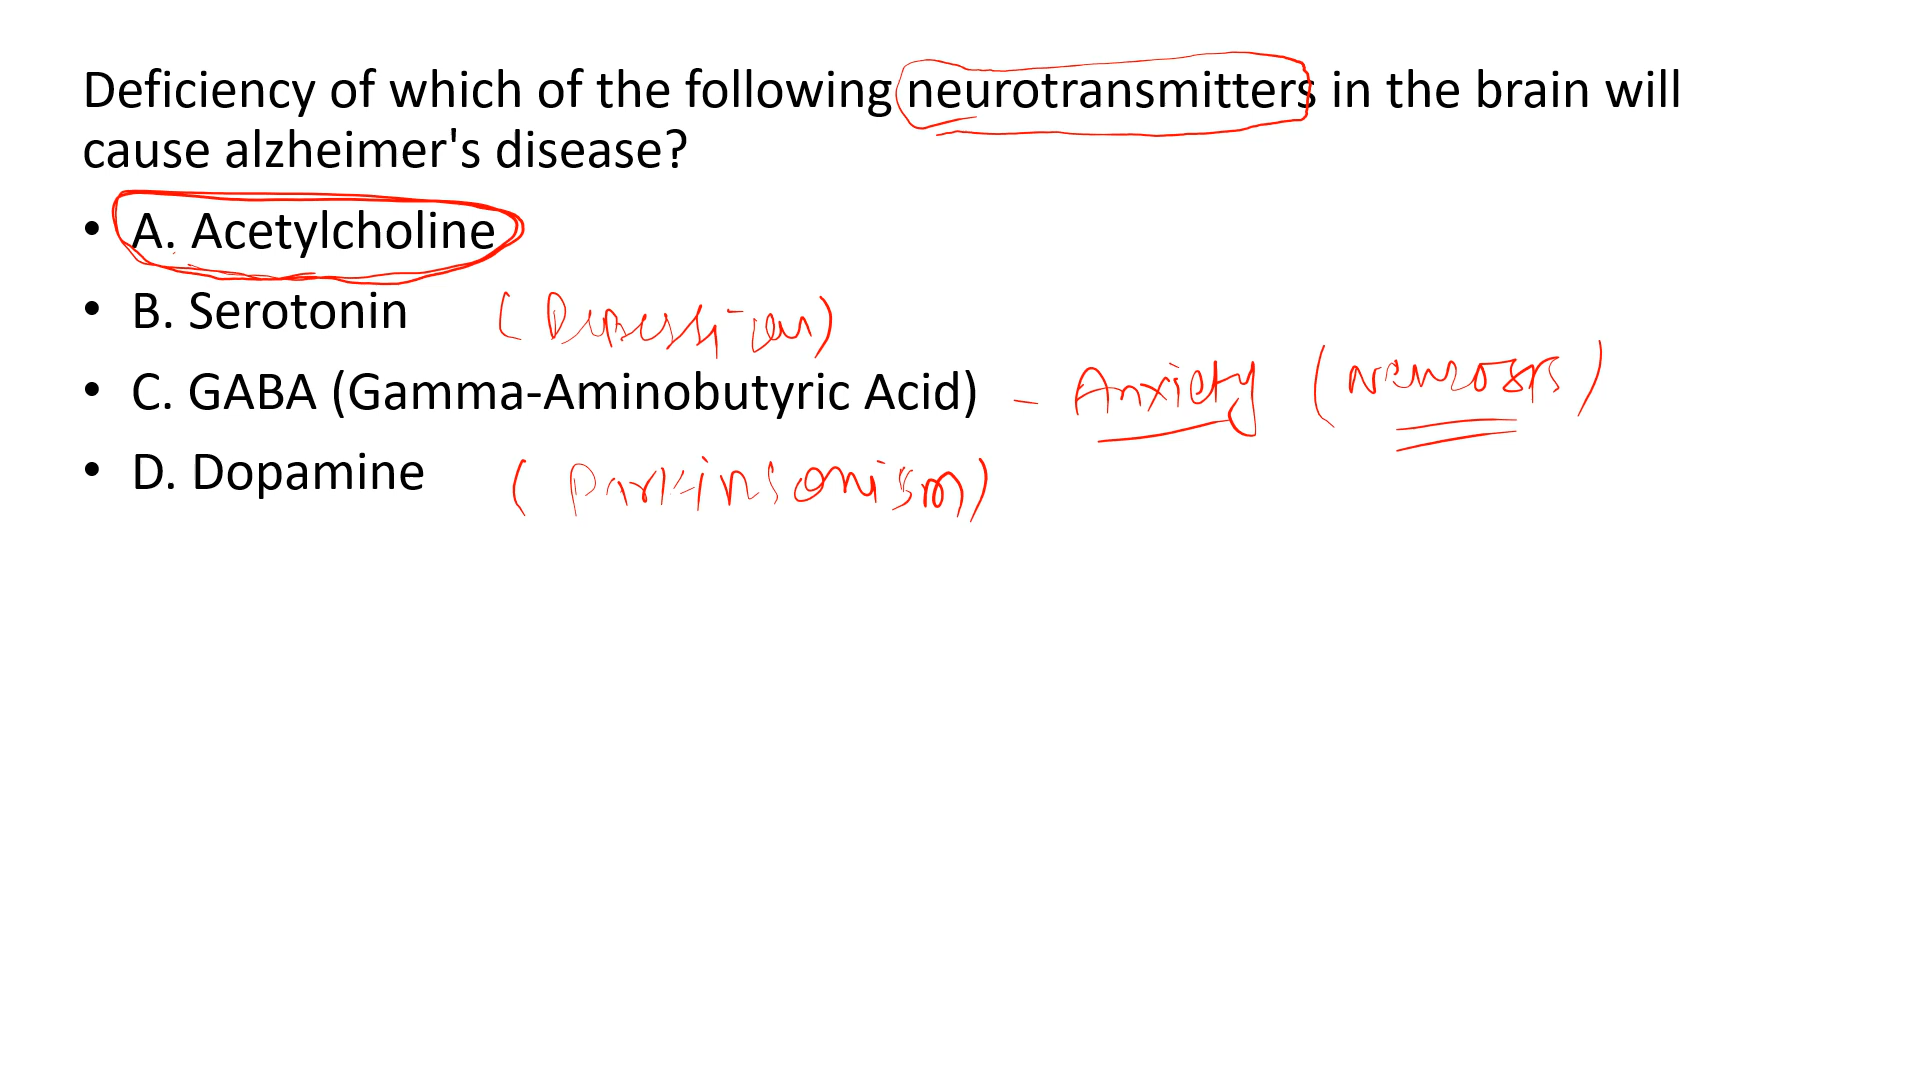 Deficiency of which of the following neurotransmitters in the brain will
cause alzheimer's disease?
• A. Acetylcholine
• B. Serotonin (Depression)
• C. GABA (Gamma-Aminobutyric Acid) - Anxiety (neurosis)
• D. Dopamine (Parkinsonism)